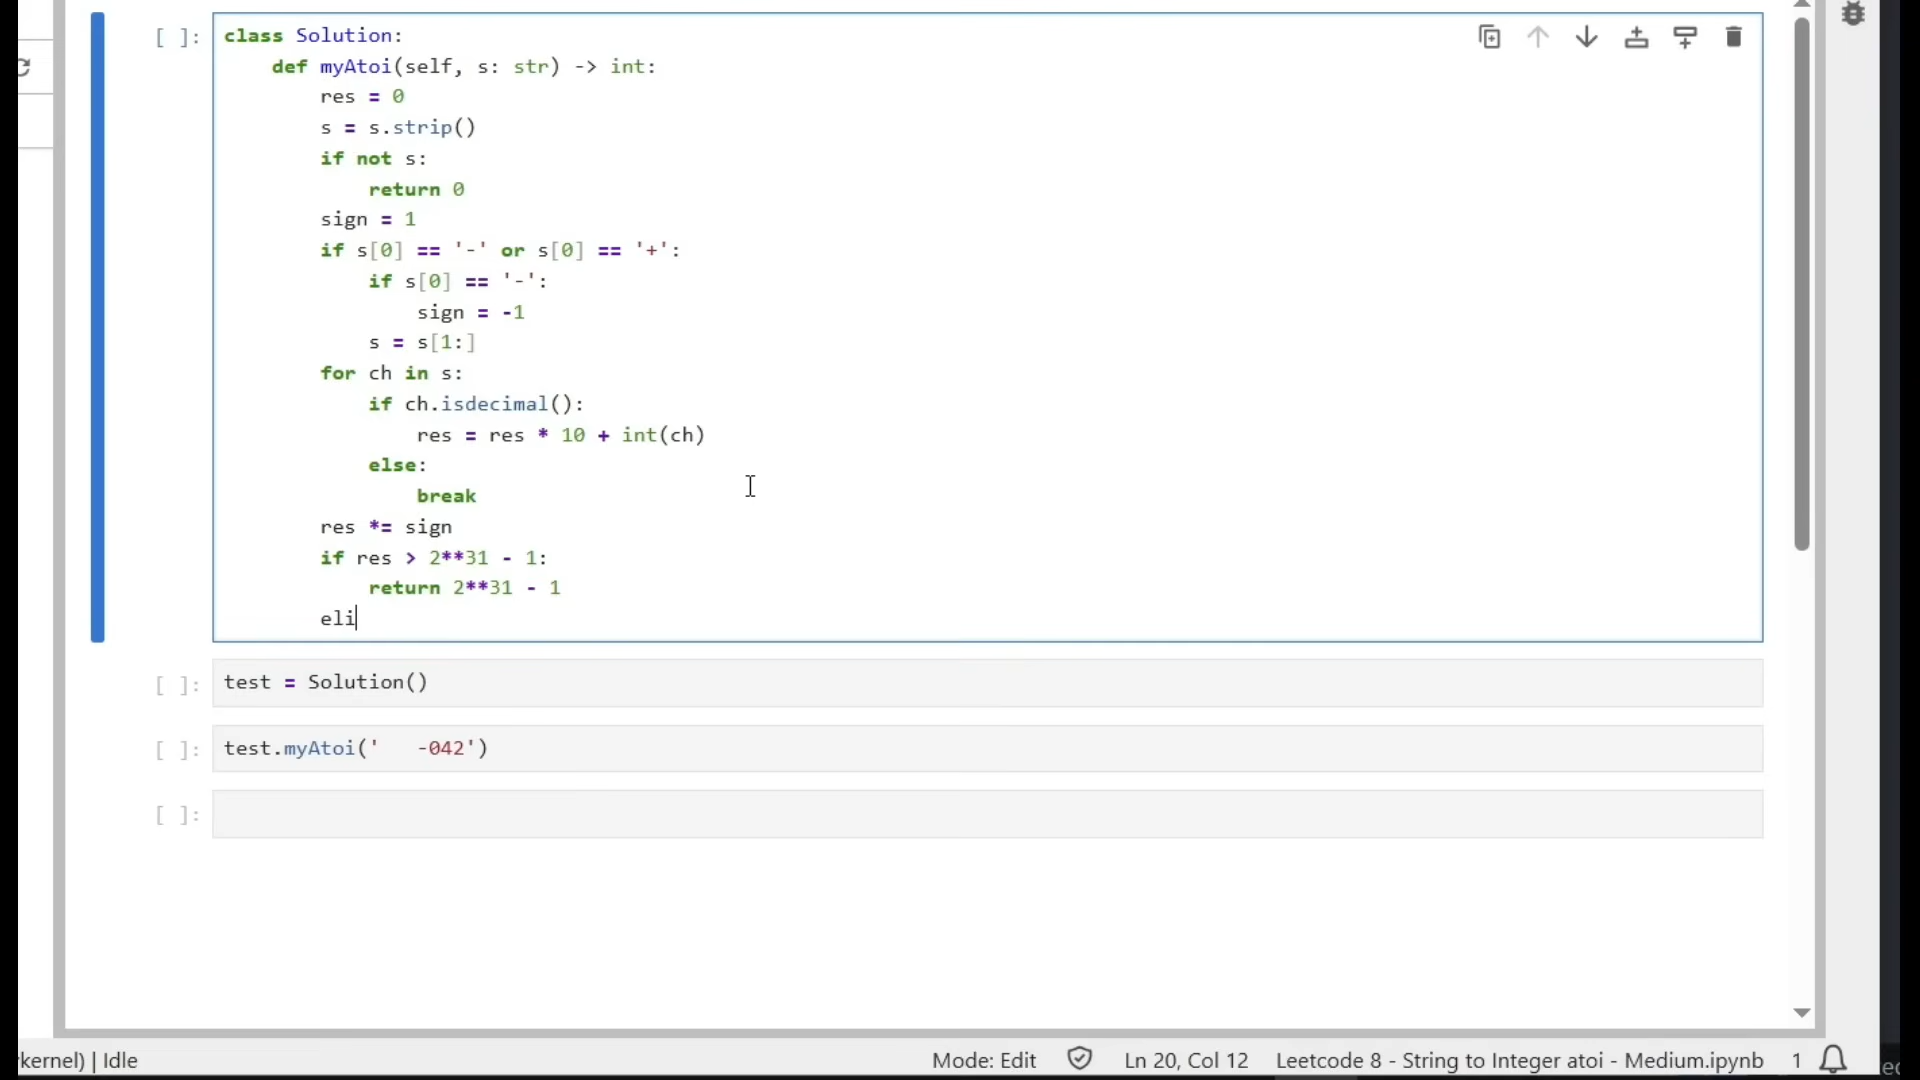 [ ]: class Solution:
    def myAtoi(self, s: str) -> int:
        res = 0
        s = s.strip()
        if not s:
            return 0
        sign = 1
        if s[0] == '-' or s[0] == '+':
            if s[0] == '-':
                sign = -1
            s = s[1:]
        for ch in s:
            if ch.isdecimal():
                res = res * 10 + int(ch)
            else:
                break
        res *= sign
        if res > 2**31 - 1:
            return 2**31 - 1
        eli
[ ]: test = Solution()
[ ]: test.myAtoi('   -042')
[ ]:
kernel) | Idle Mode: Edit Ln 20, Col 12 Leetcode 8 - String to Integer atoi - Medium.ipynb 1